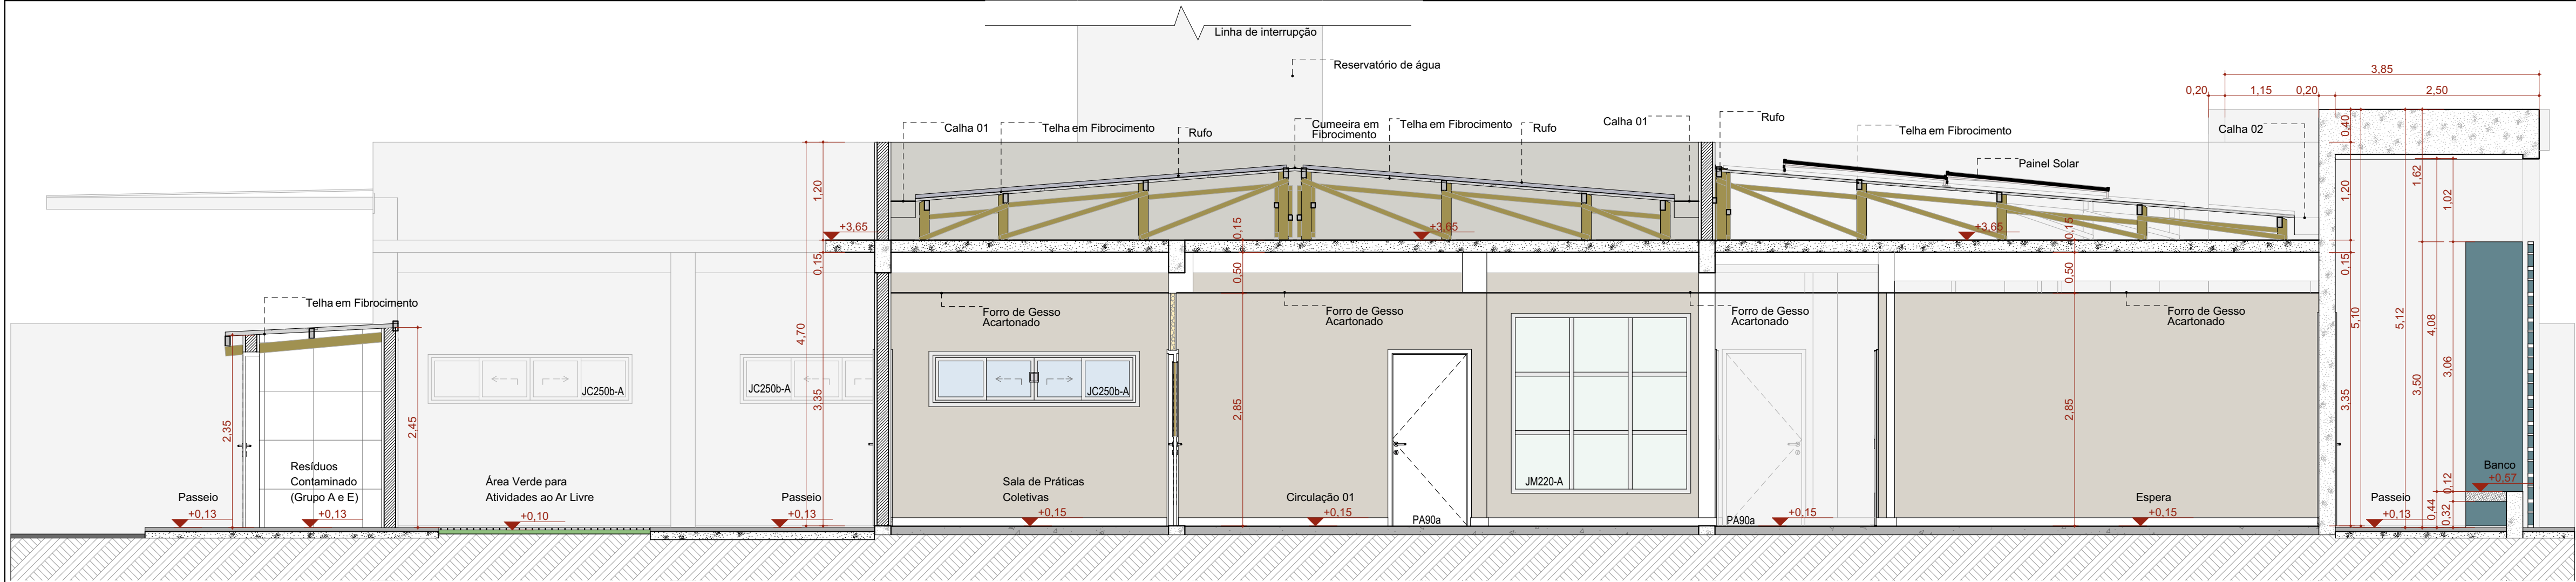 Linha de interrupção
Reservatório de água
3,85
0,20
1,15
0,20
2,50
Calha 01
Telha em Fibrocimento
Rufo
Cumeeira em
Fibrocimento
Telha em Fibrocimento
Rufo
Calha 01
Rufo
Telha em Fibrocimento
Painel Solar
Calha 02
0,40
1,20
1,20
1,62
1,02
+3,65
0,15
+3,65
+3,65
0,15
0,15
0,50
0,50
0,15
Telha em Fibrocimento
Forro de Gesso
Acartonado
Forro de Gesso
Acartonado
Forro de Gesso
Acartonado
Forro de Gesso
Acartonado
4,70
3,35
5,10
5,12
4,08
3,50
3,06
3,35
2,35
2,45
2,85
2,85
JC250b-A
JC250b-A
JC250b-A
JM220-A
PA90a
PA90a
Passeio
+0,13
Resíduos
Contaminado
(Grupo A e E)
+0,13
Área Verde para
Atividades ao Ar Livre
+0,10
Passeio
+0,13
Sala de Práticas
Coletivas
+0,15
Circulação 01
+0,15
+0,15
Espera
+0,15
Passeio
+0,13
Banco
+0,57
0,12
0,44
0,32